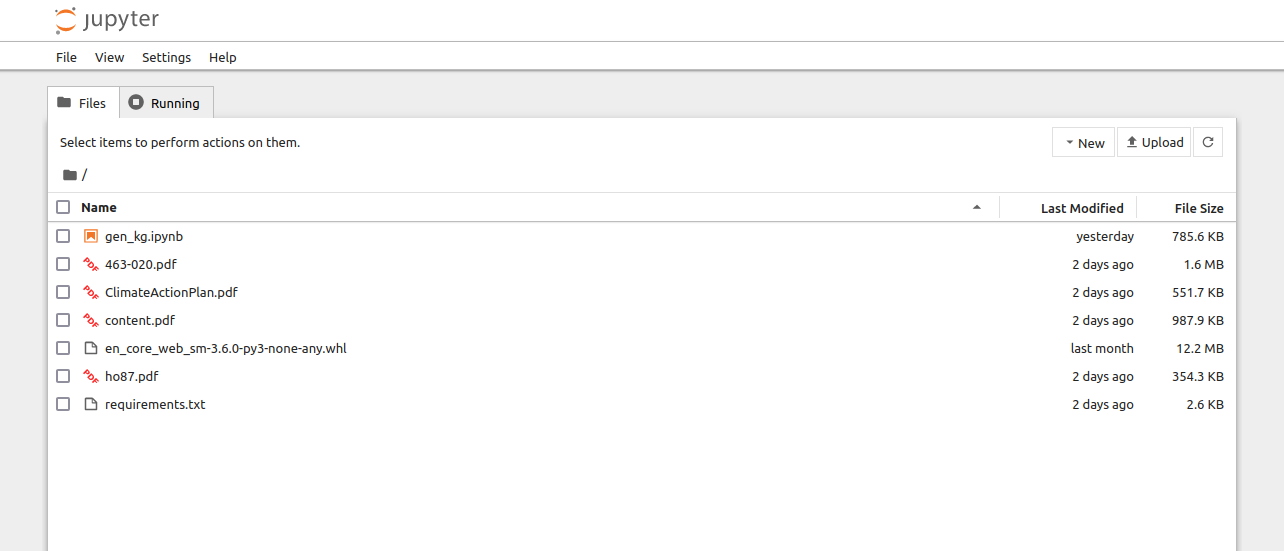 jupyter
File View Settings Help
Files Running
Select items to perform actions on them.
New Upload
/
Name Last Modified File Size
gen_kg.ipynb yesterday 785.6 KB
PDF 463-020.pdf 2 days ago 1.6 MB
PDF ClimateActionPlan.pdf 2 days ago 551.7 KB
PDF content.pdf 2 days ago 987.9 KB
en_core_web_sm-3.6.0-py3-none-any.whl last month 12.2 MB
PDF ho87.pdf 2 days ago 354.3 KB
requirements.txt 2 days ago 2.6 KB